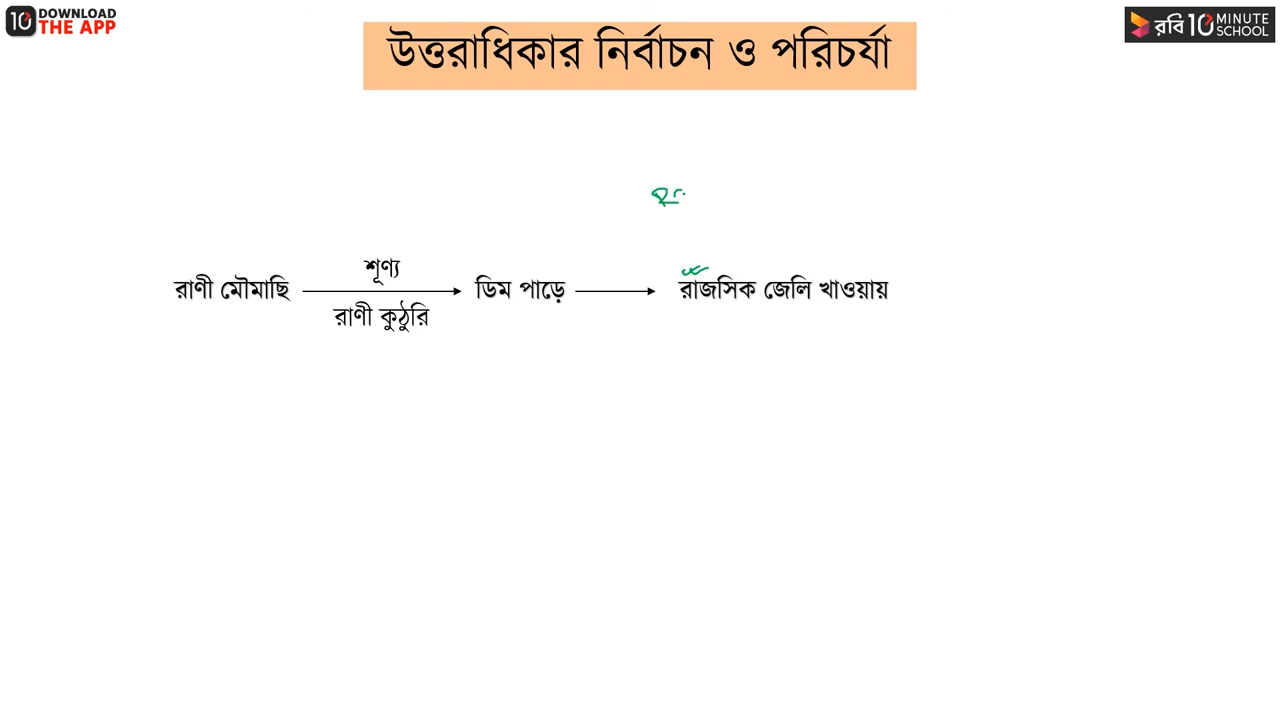 10 DOWNLOAD
THE APP
রবি 10 MINUTE
SCHOOL
উত্তরাধিকার নির্বাচন ও পরিচর্যা
শূণ্য
রাণী মৌমাছি ডিম পাড়ে রাজসিক জেলি খাওয়ায়
রাণী কুঠুরি